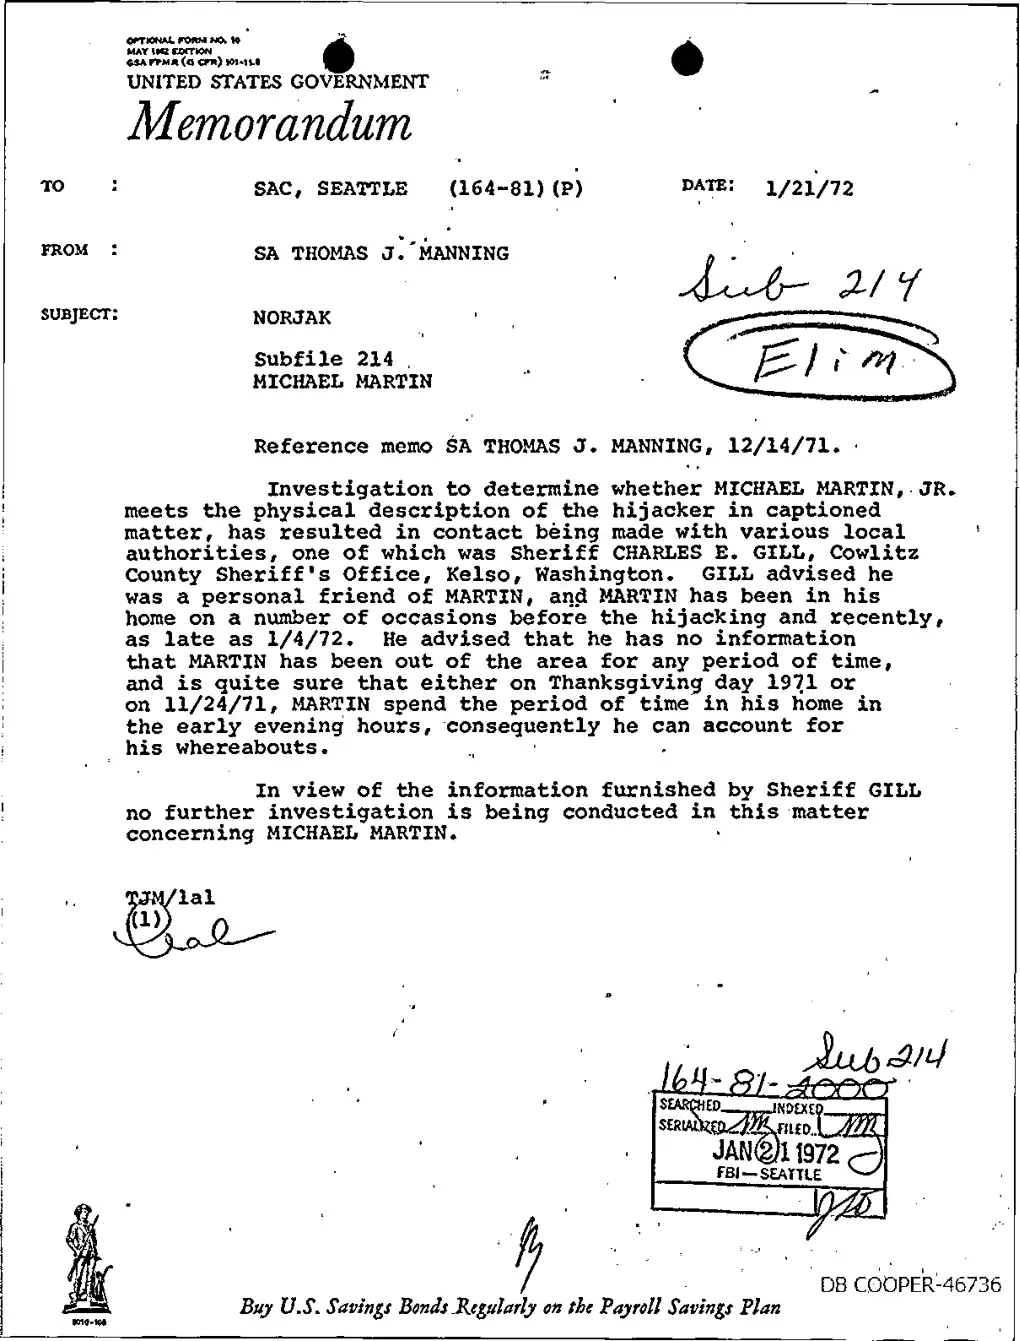 OPTIONAL FORM NO. 10
MAY 1962 EDITION
GSA FPMR (41 CFR) 101-11.6
UNITED STATES GOVERNMENT
Memorandum
TO : SAC, SEATTLE (164-81)(P) DATE: 1/21/72
FROM : SA THOMAS J. MANNING
Sub 214
SUBJECT: NORJAK
Elim
Subfile 214
MICHAEL MARTIN
Reference memo SA THOMAS J. MANNING, 12/14/71.
Investigation to determine whether MICHAEL MARTIN, JR.
meets the physical description of the hijacker in captioned
matter, has resulted in contact being made with various local
authorities, one of which was Sheriff CHARLES E. GILL, Cowlitz
County Sheriff's Office, Kelso, Washington. GILL advised he
was a personal friend of MARTIN, and MARTIN has been in his
home on a number of occasions before the hijacking and recently,
as late as 1/4/72. He advised that he has no information
that MARTIN has been out of the area for any period of time,
and is quite sure that either on Thanksgiving day 1971 or
on 11/24/71, MARTIN spend the period of time in his home in
the early evening hours, consequently he can account for
his whereabouts.
In view of the information furnished by Sheriff GILL
no further investigation is being conducted in this matter
concerning MICHAEL MARTIN.
TJM/lal
(1)
lal
Sub 214
164-81-2000
SEARCHED INDEXED
SERIALIZED FILED
JAN 21 1972
FBI—SEATTLE
5010-108
Buy U.S. Savings Bonds Regularly on the Payroll Savings Plan
DB COOPER-46736